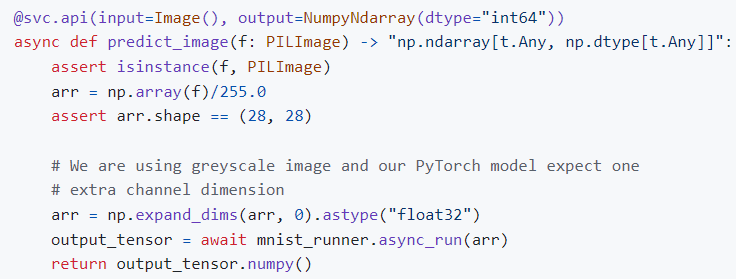 @svc.api(input=Image(), output=NumpyNdarray(dtype="int64"))
async def predict_image(f: PILImage) -> "np.ndarray[t.Any, np.dtype[t.Any]]":
    assert isinstance(f, PILImage)
    arr = np.array(f)/255.0
    assert arr.shape == (28, 28)

    # We are using greyscale image and our PyTorch model expect one
    # extra channel dimension
    arr = np.expand_dims(arr, 0).astype("float32")
    output_tensor = await mnist_runner.async_run(arr)
    return output_tensor.numpy()